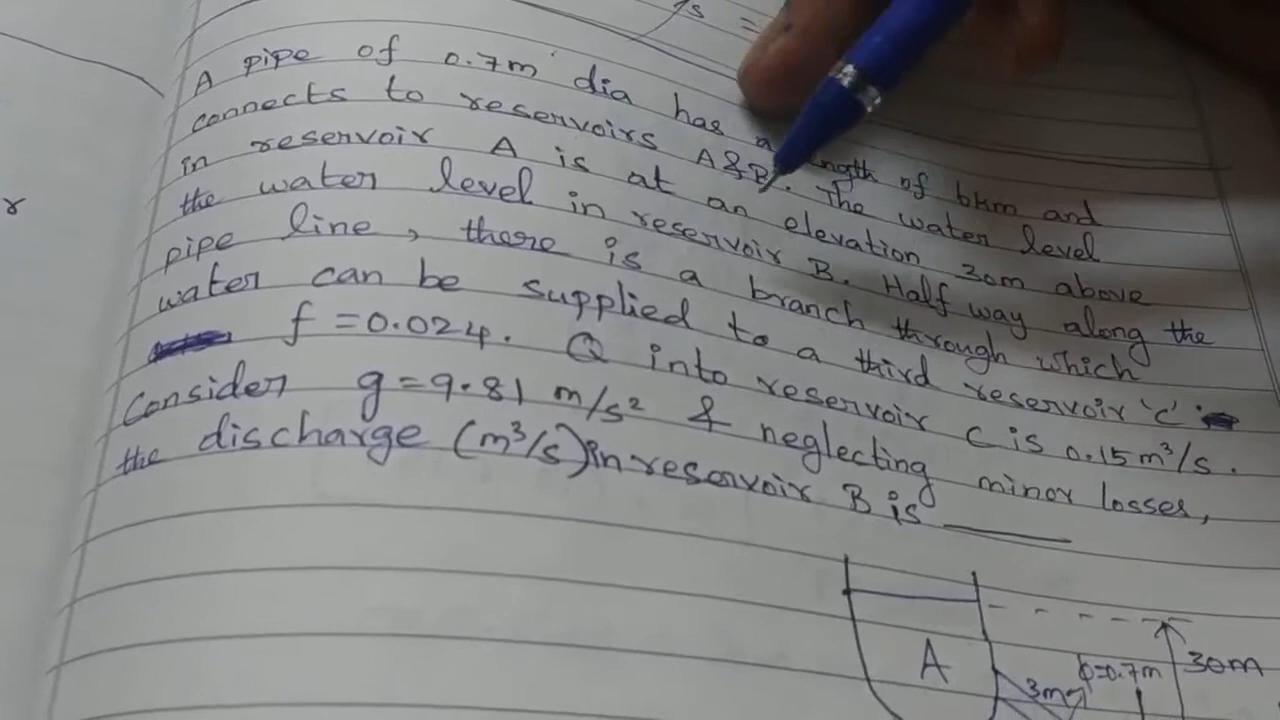 s =
A pipe of 0.7m dia has a length of 6km and
connects to reservoirs A&B. The water level
in reservoir A is at an elevation 30m above
the water level in reservoir B. Half way along the
pipe line, there is a branch through which
water can be supplied to a third reservoir 'C'
f = 0.024. Q into reservoir C is 0.15 m³/s.
Consider g = 9.81 m/s² & neglecting minor losses,
the discharge (m³/s) in reservoir B is ____
r
A
30m
ϕ=0.7m